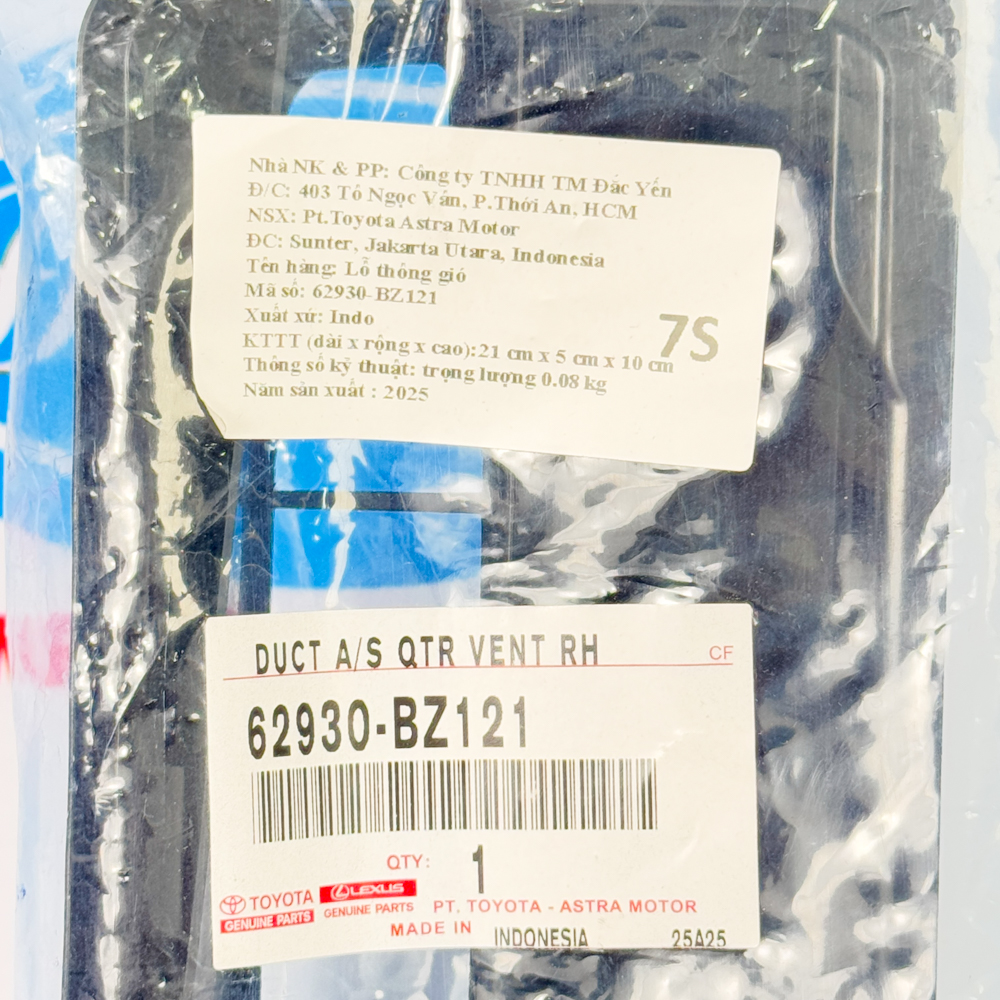 Nhà NK & PP: Công ty TNHH TM Đắc Yến
Đ/C: 403 Tô Ngọc Vân, P.Thới An, HCM
NSX: Pt.Toyota Astra Motor
ĐC: Sunter, Jakarta Utara, Indonesia
Tên hàng: Lỗ thông gió
Mã số: 62930-BZ121
Xuất xứ: Indo
7S
KTTT (dài x rộng x cao):21 cm x 5 cm x 10 cm
Thông số kỹ thuật: trọng lượng 0.08 kg
Năm sản xuất : 2025
DUCT A/S QTR VENT RH CF
62930-BZ121
QTY: 1
TOYOTA LEXUS
GENUINE PARTS GENUINE PARTS PT. TOYOTA - ASTRA MOTOR
MADE IN INDONESIA 25A25